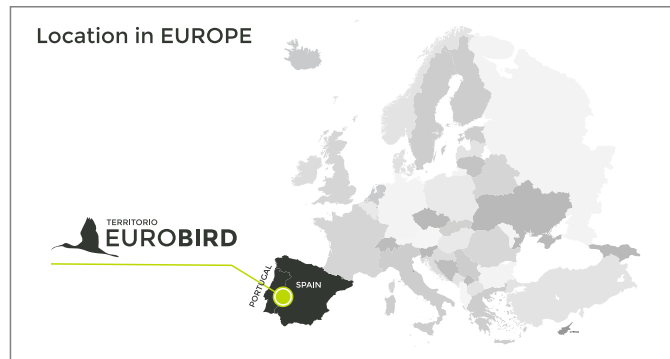 Location in EUROPE
TERRITORIO
EUROBIRD
PORTUGAL
SPAIN